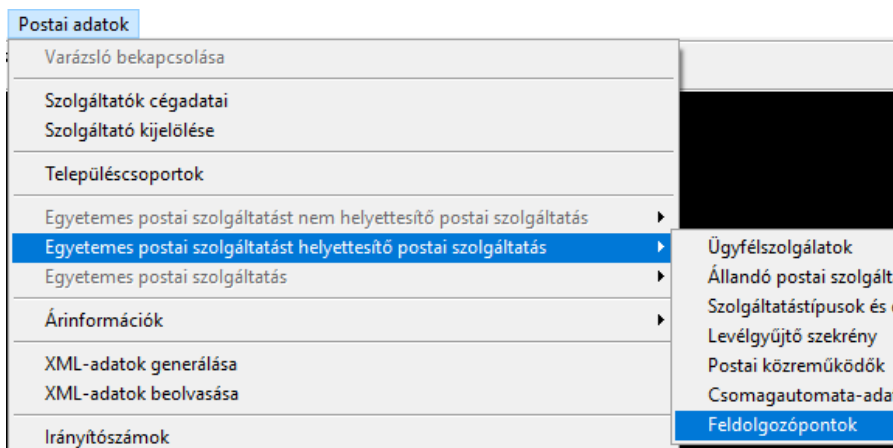 Postai adatok
Varázsló bekapcsolása
Szolgáltatók cégadatai
Szolgáltató kijelölése
Településcsoportok
Egyetemes postai szolgáltatást nem helyettesítő postai szolgáltatás
Egyetemes postai szolgáltatást helyettesítő postai szolgáltatás
Egyetemes postai szolgáltatás
Árinformációk
XML-adatok generálása
XML-adatok beolvasása
Irányítószámok
Ügyfélszolgálatok
Állandó postai szolgált
Szolgáltatástípusok és
Levélgyűjtő szekrény
Postai közreműködők
Csomagautomata-ada
Feldolgozópontok